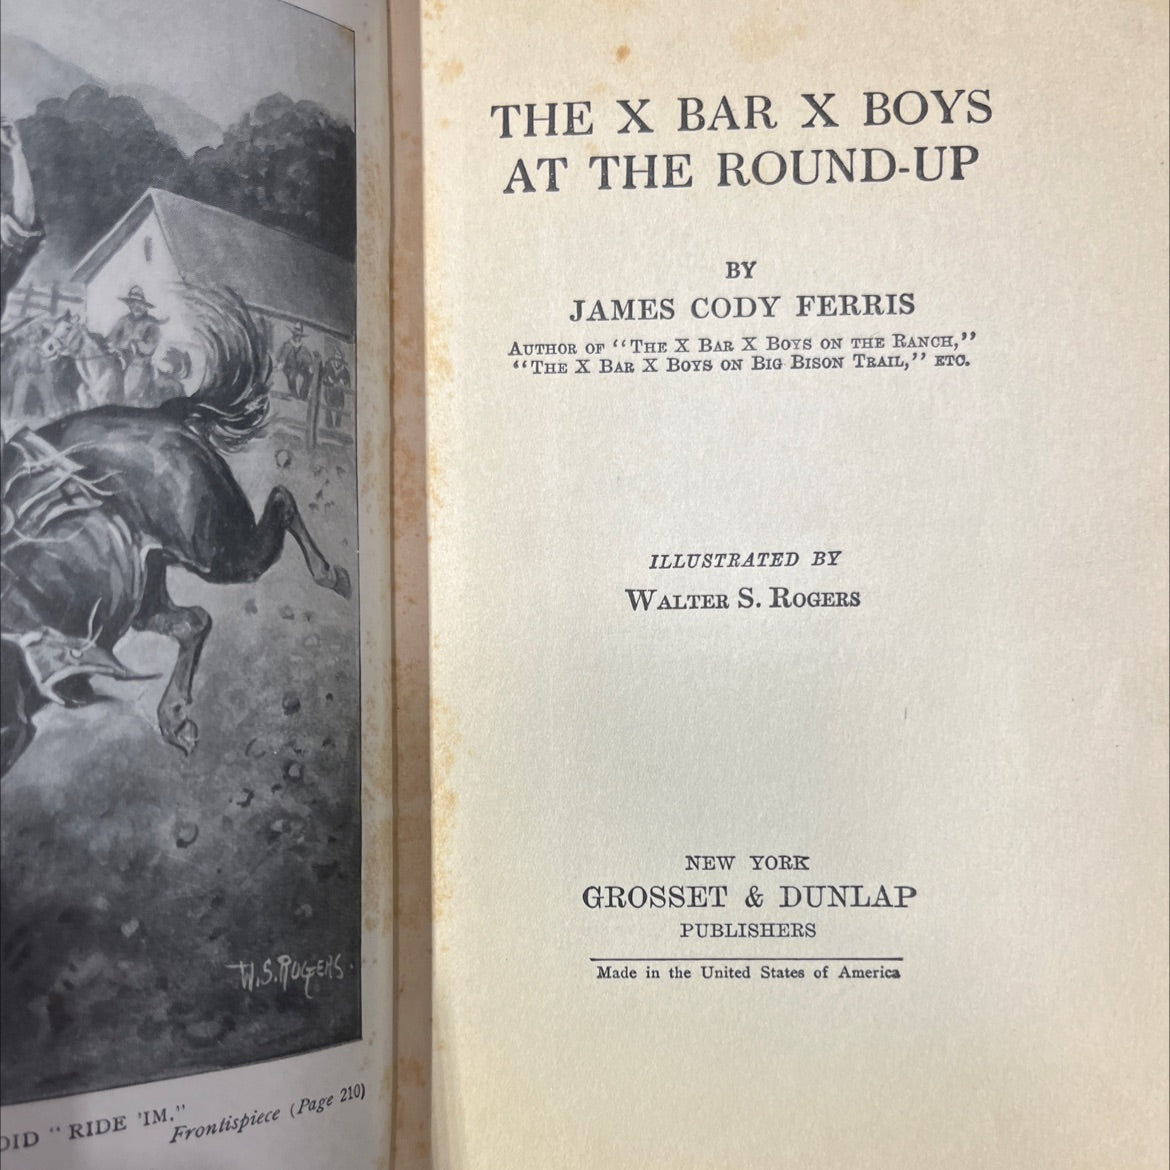 W.S. ROGERS.
DID "RIDE 'IM."
Frontispiece (Page 210)
THE X BAR X BOYS
AT THE ROUND-UP
BY
JAMES CODY FERRIS
AUTHOR OF "THE X BAR X BOYS ON THE RANCH,"
"THE X BAR X BOYS ON BIG BISON TRAIL," ETC.
ILLUSTRATED BY
WALTER S. ROGERS
NEW YORK
GROSSET & DUNLAP
PUBLISHERS
Made in the United States of America